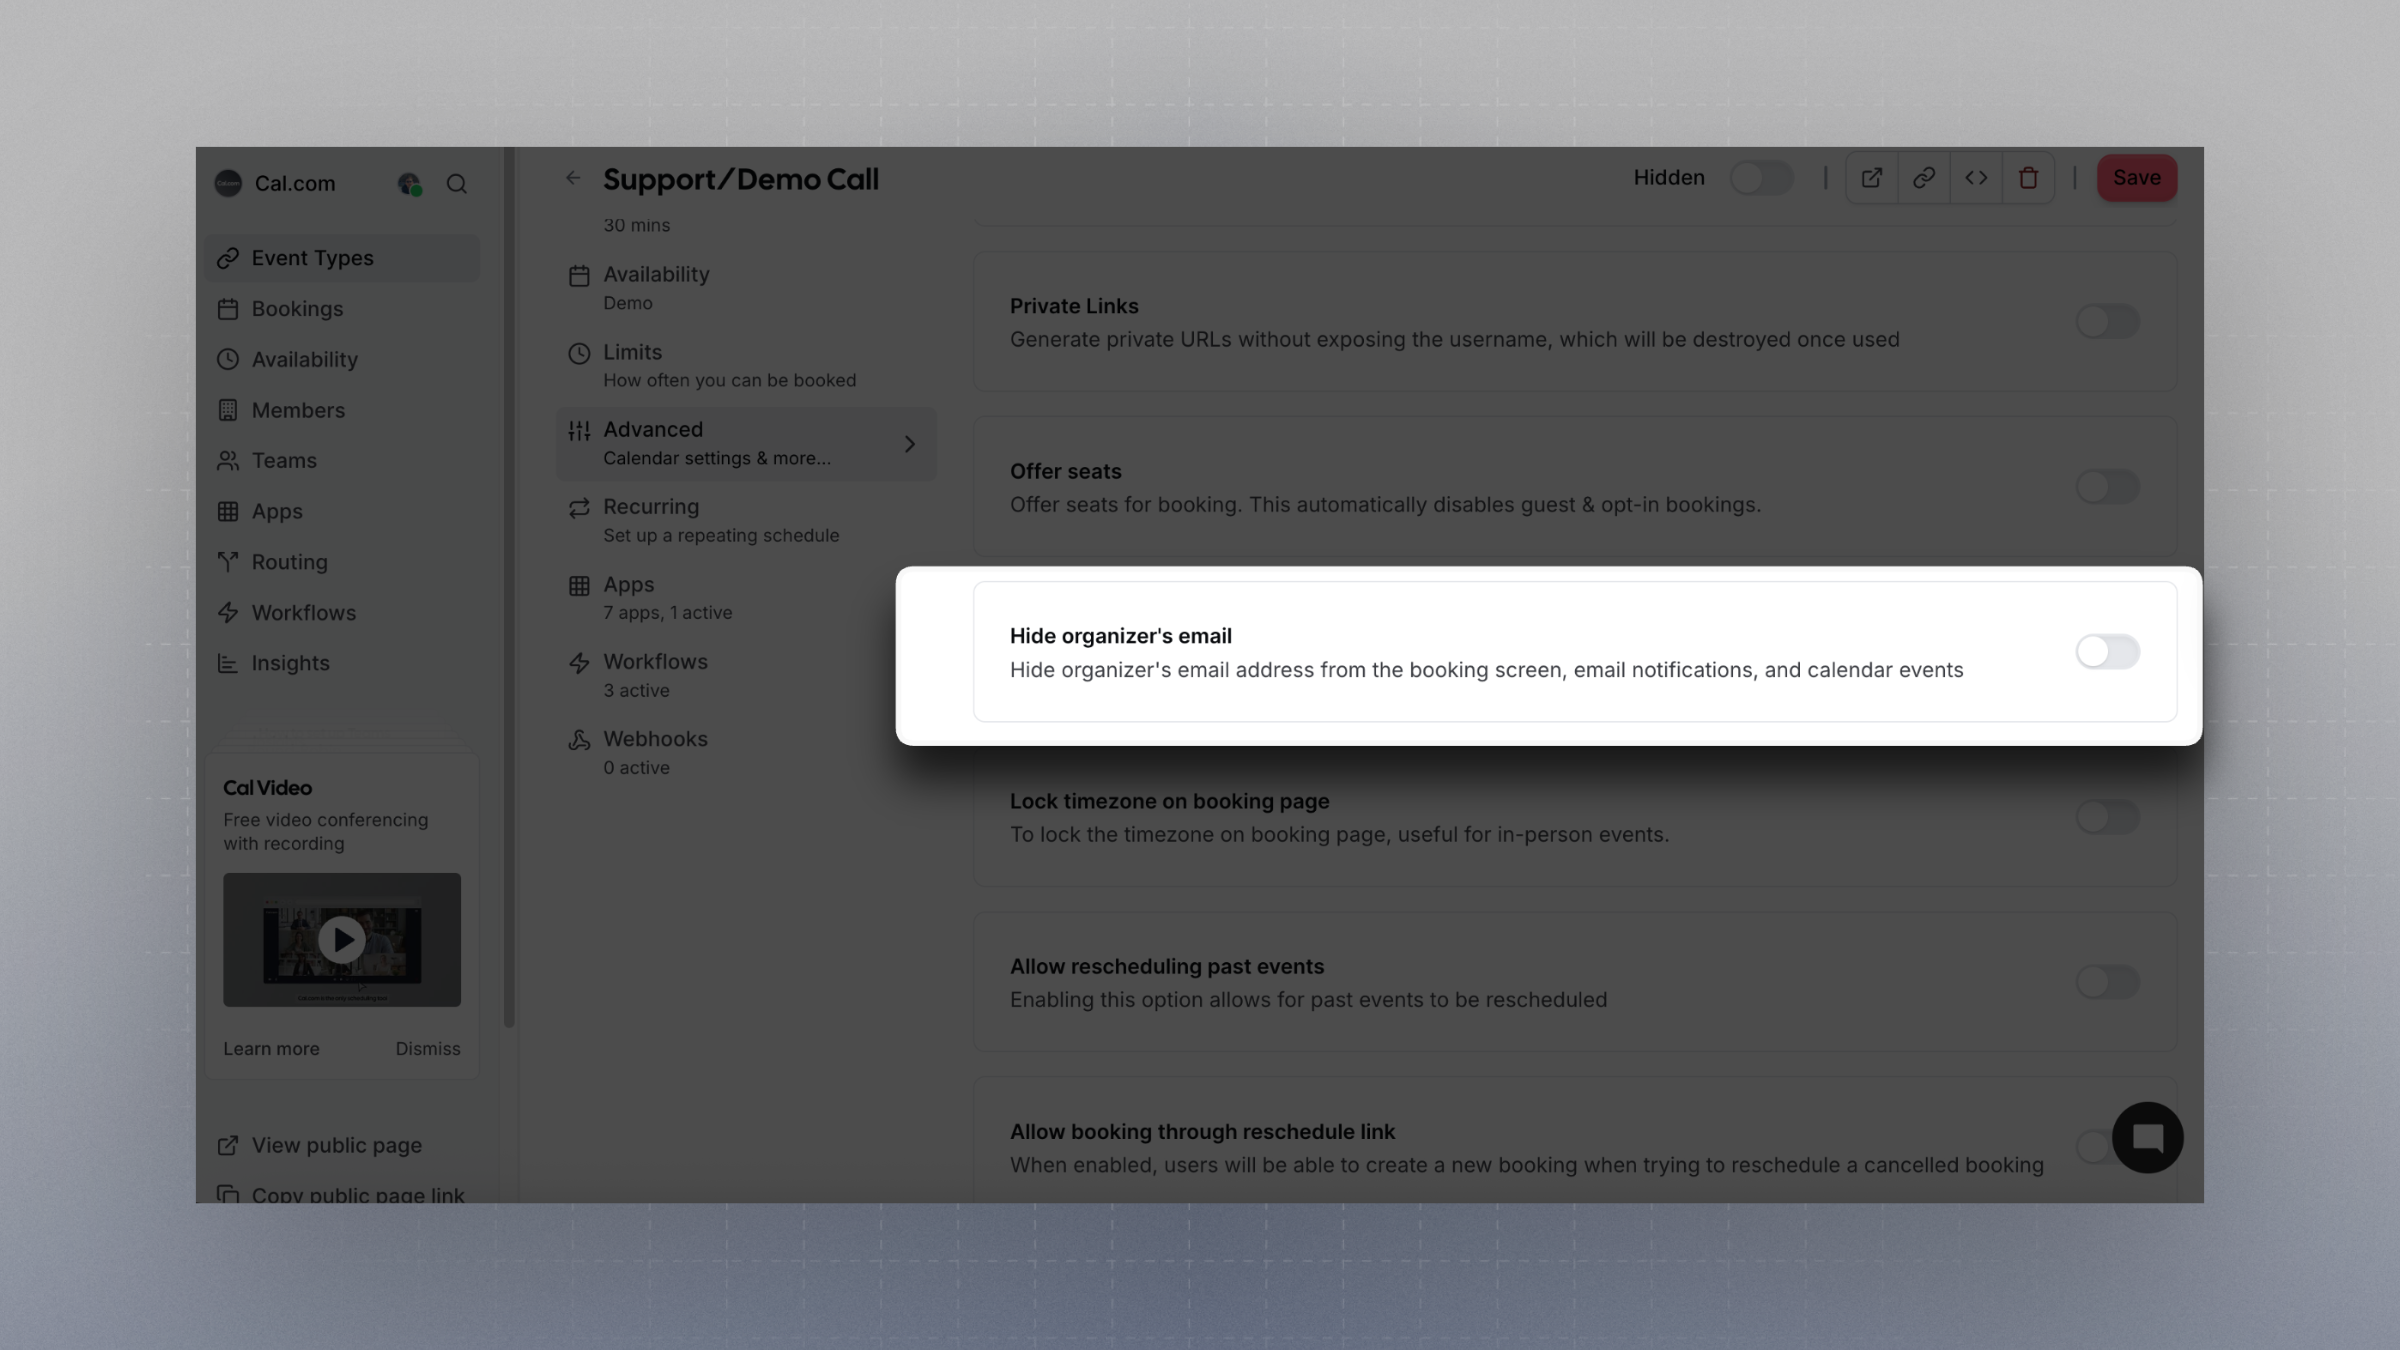 Cal.com
Event Types
Bookings
Availability
Members
Teams
Apps
Routing
Workflows
Insights
Cal Video
Free video conferencing
with recording
Learn more
Dismiss
View public page
Copy public page link
Support/Demo Call
Hidden
Save
30 mins
Availability
Demo
Limits
How often you can be booked
Advanced
Calendar settings & more...
Recurring
Set up a repeating schedule
Apps
7 apps, 1 active
Workflows
3 active
Webhooks
0 active
Private Links
Generate private URLs without exposing the username, which will be destroyed once used
Offer seats
Offer seats for booking. This automatically disables guest & opt-in bookings.
Hide organizer's email
Hide organizer's email address from the booking screen, email notifications, and calendar events
Lock timezone on booking page
To lock the timezone on booking page, useful for in-person events.
Allow rescheduling past events
Enabling this option allows for past events to be rescheduled
Allow booking through reschedule link
When enabled, users will be able to create a new booking when trying to reschedule a cancelled booking